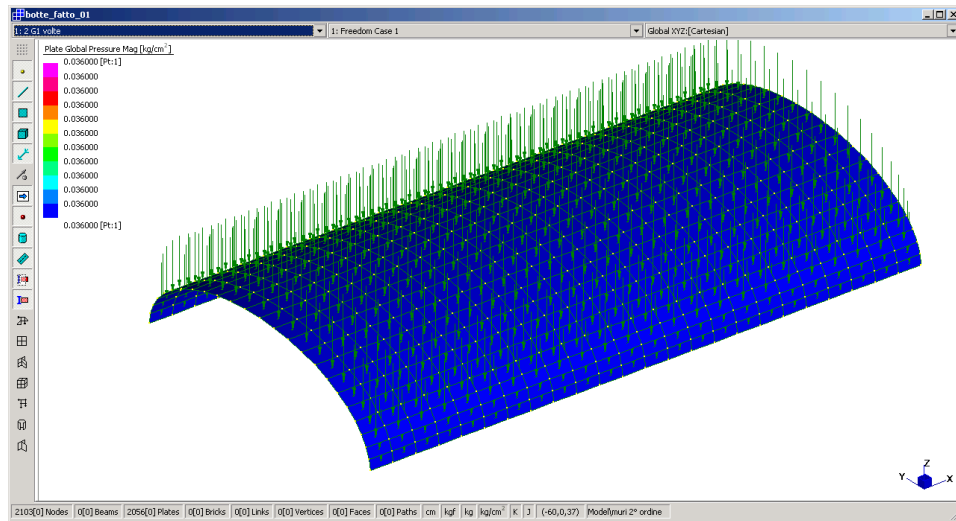 botte_fatto_01
1: 2 G1 volte
1: Freedom Case 1
Global XYZ:[Cartesian]
Plate Global Pressure Mag [kg/cm²]
0.036000 [Pt:1]
0.036000
0.036000
0.036000
0.036000
0.036000
0.036000
0.036000
0.036000
0.036000
0.036000 [Pt:1]
Z
Y
X
2103[0] Nodes 0[0] Beams 2056[0] Plates 0[0] Bricks 0[0] Links 0[0] Vertices 0[0] Faces 0[0] Paths cm kgf kg kg/cm² K J (-60,0,37) Model\muri 2° ordine